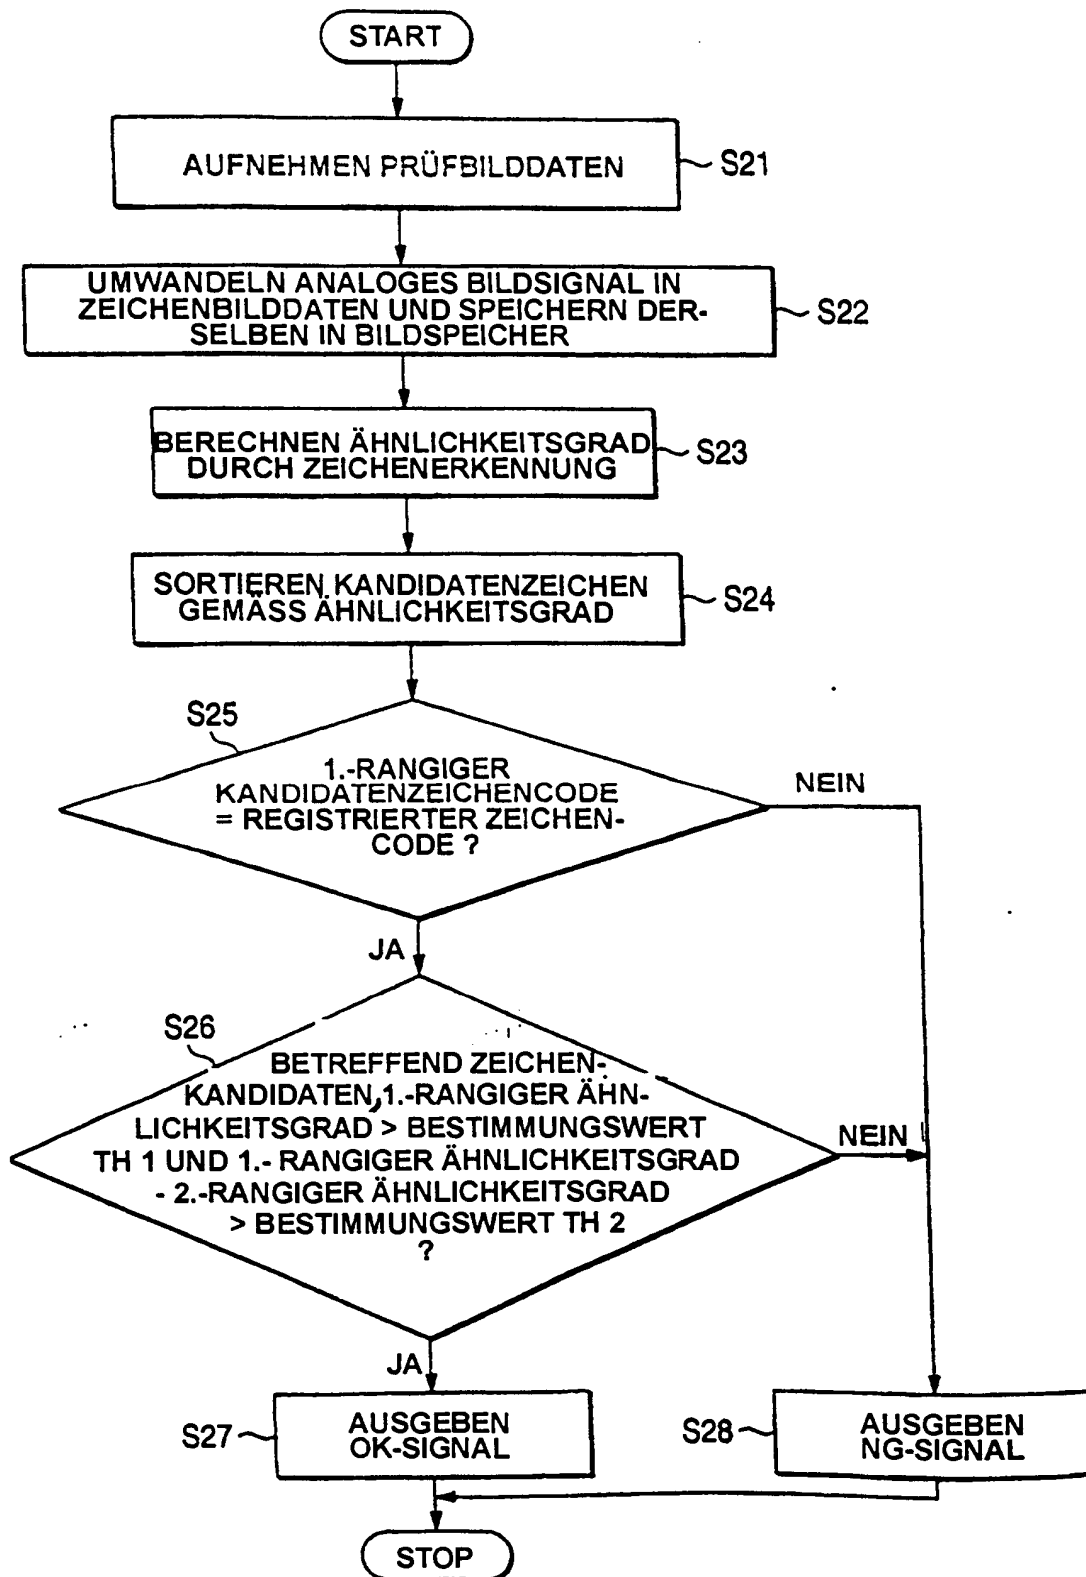 START
AUFNEHMEN PRÜFBILDDATEN
S21
UMWANDELN ANALOGES BILDSIGNAL IN
ZEICHENBILDDATEN UND SPEICHERN DER-
SELBEN IN BILDSPEICHER
S22
BERECHNEN ÄHNLICHKEITSGRAD
DURCH ZEICHENERKENNUNG
S23
SORTIEREN KANDIDATENZEICHEN
GEMÄSS ÄHNLICHKEITSGRAD
S24
S25
1.-RANGIGER
KANDIDATENZEICHENCODE
= REGISTRIERTER ZEICHEN-
CODE ?
NEIN
JA
S26
BETREFFEND ZEICHEN-
KANDIDATEN, 1.-RANGIGER ÄHN-
LICHKEITSGRAD > BESTIMMUNGSWERT
TH 1 UND 1.- RANGIGER ÄHNLICHKEITSGRAD
- 2.-RANGIGER ÄHNLICHKEITSGRAD
> BESTIMMUNGSWERT TH 2
?
NEIN
JA
S27
AUSGEBEN
OK-SIGNAL
S28
AUSGEBEN
NG-SIGNAL
STOP